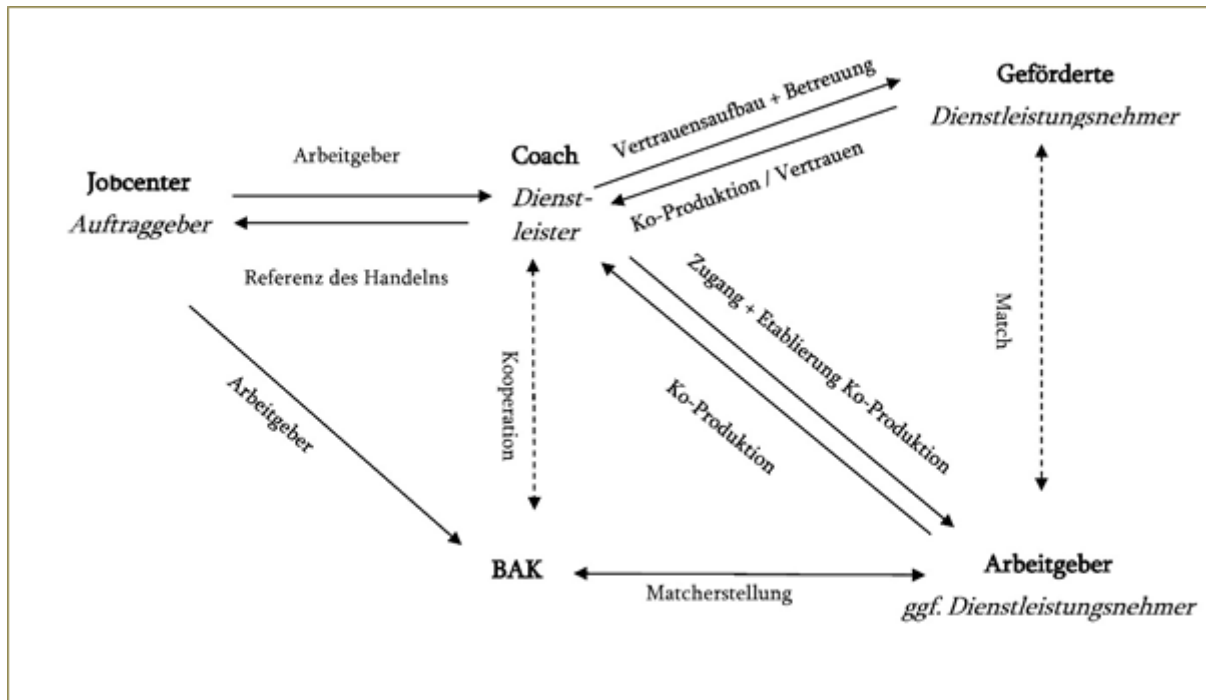 Geförderte
Dienstleistungsnehmer
Vertrauensaufbau + Betreuung
Arbeitgeber
Coach
Dienst-
leister
Jobcenter
Auftraggeber
Ko-Produktion / Vertrauen
Referenz des Handelns
Zugang + Etablierung Ko-Produktion
Match
Kooperation
Arbeitgeber
Ko-Produktion
BAK
Matcherstellung
Arbeitgeber
ggf. Dienstleistungsnehmer